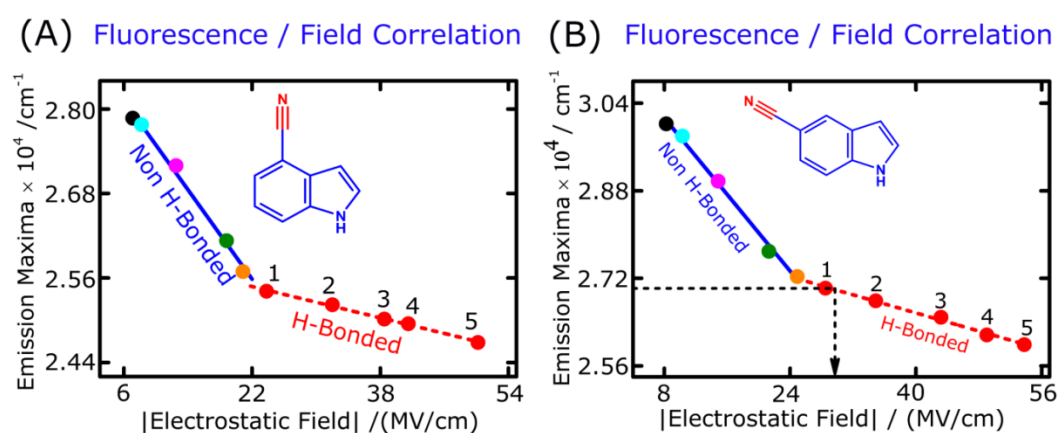 (A) Fluorescence / Field Correlation
Emission Maxima × 10⁴ /cm⁻¹
2.80
2.68
2.56
2.44
N
N
H
Non H-Bonded
1
2
3
4
5
H-Bonded
6
22
38
54
|Electrostatic Field| /(MV/cm)
(B) Fluorescence / Field Correlation
Emission Maxima × 10⁴ / cm⁻¹
3.04
2.88
2.72
2.56
N
N
H
Non H-Bonded
1
2
3
4
5
H-Bonded
8
24
40
56
|Electrostatic Field| / (MV/cm)